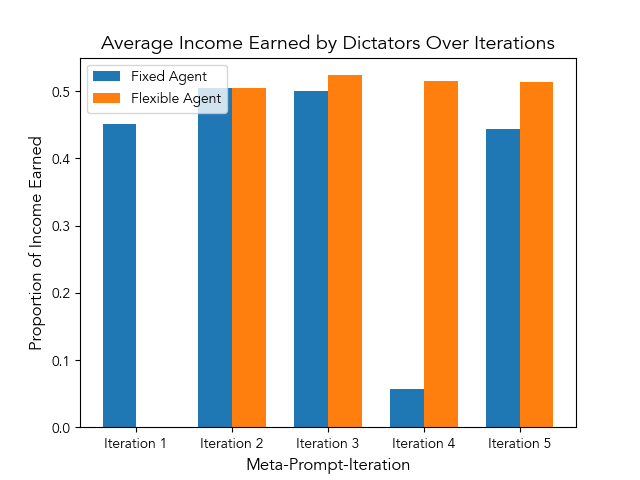 Average Income Earned by Dictators Over Iterations
Fixed Agent
Flexible Agent
Proportion of Income Earned
0.5
0.4
0.3
0.2
0.1
0.0
Iteration 1
Iteration 2
Iteration 3
Iteration 4
Iteration 5
Meta-Prompt-Iteration